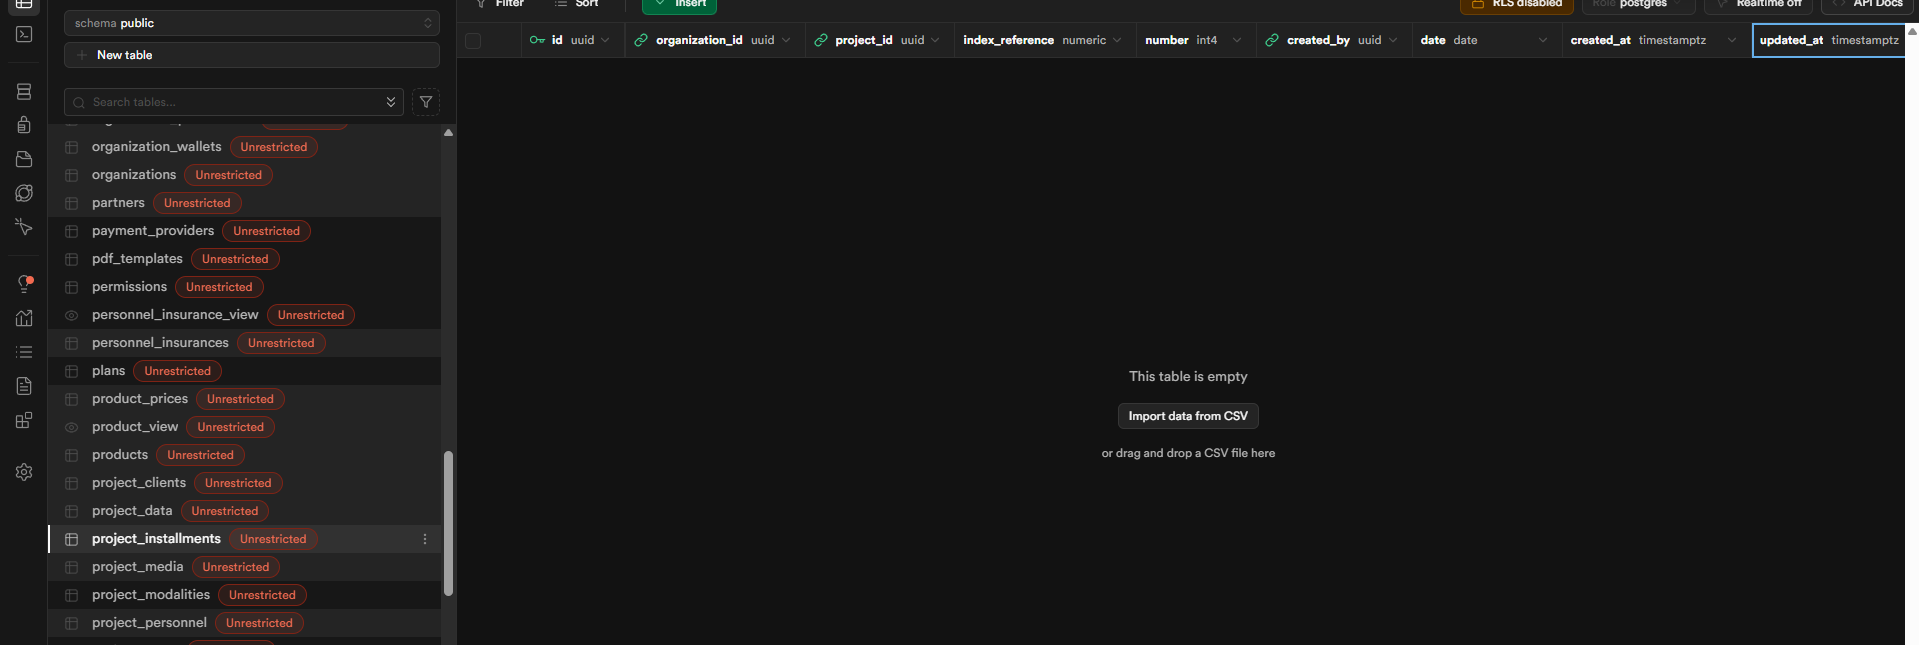 Filter Sort Insert RLS disabled Role postgres Realtime off API Docs
schema public
New table
Search tables...
id uuid organization_id uuid project_id uuid index_reference numeric number int4 created_by uuid date date created_at timestamptz updated_at timestamptz
organization_wallets Unrestricted
organizations Unrestricted
partners Unrestricted
payment_providers Unrestricted
pdf_templates Unrestricted
permissions Unrestricted
personnel_insurance_view Unrestricted
personnel_insurances Unrestricted
plans Unrestricted
product_prices Unrestricted
product_view Unrestricted
products Unrestricted
project_clients Unrestricted
project_data Unrestricted
project_installments Unrestricted
project_media Unrestricted
project_modalities Unrestricted
project_personnel Unrestricted
This table is empty
Import data from CSV
or drag and drop a CSV file here